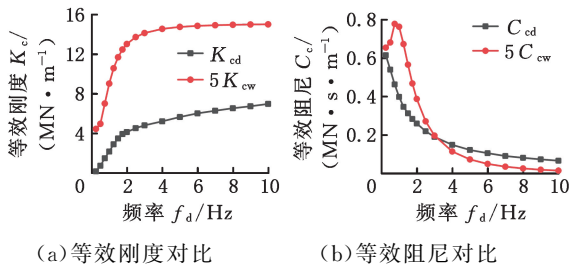 等效刚度 K_c/
(MN·m⁻¹)
16
12
8
4
0
2
4
6
8
10
K_cd
5K_cw
频率 f_d/Hz
(a)等效刚度对比
等效阻尼 C_c/
(MN·s·m⁻¹)
0.8
0.6
0.4
0.2
0
2
4
6
8
10
C_cd
5C_cw
频率 f_d/Hz
(b)等效阻尼对比